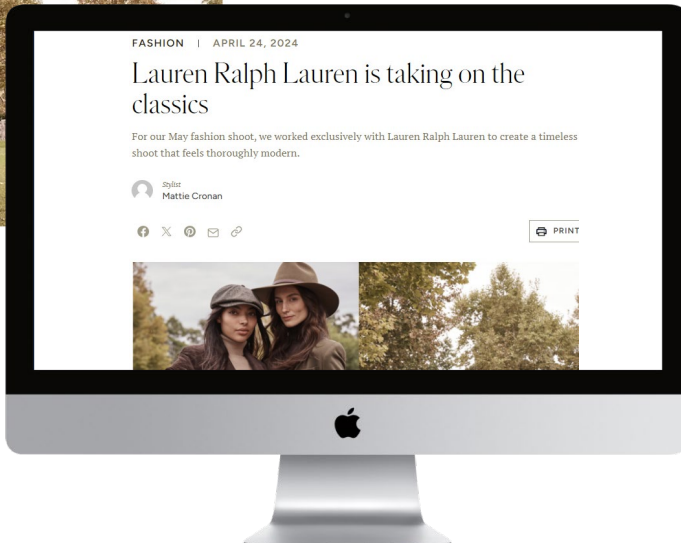 FASHION | APRIL 24, 2024
Lauren Ralph Lauren is taking on the
classics
For our May fashion shoot, we worked exclusively with Lauren Ralph Lauren to create a timeless
shoot that feels thoroughly modern.
Stylist
Mattie Cronan
PRINT